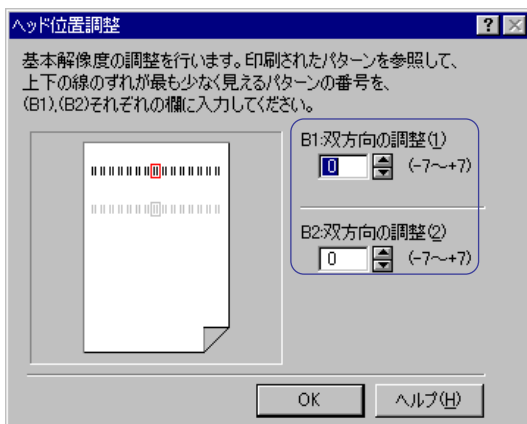 ヘッド位置調整
基本解像度の調整を行います。印刷されたパターンを参照して、
上下の線のずれが最も少なく見えるパターンの番号を、
(B1),(B2)それぞれの欄に入力してください。
B1:双方向の調整(1)
0 (-7～+7)
B2:双方向の調整(2)
0 (-7～+7)
OK ヘルプ(H)